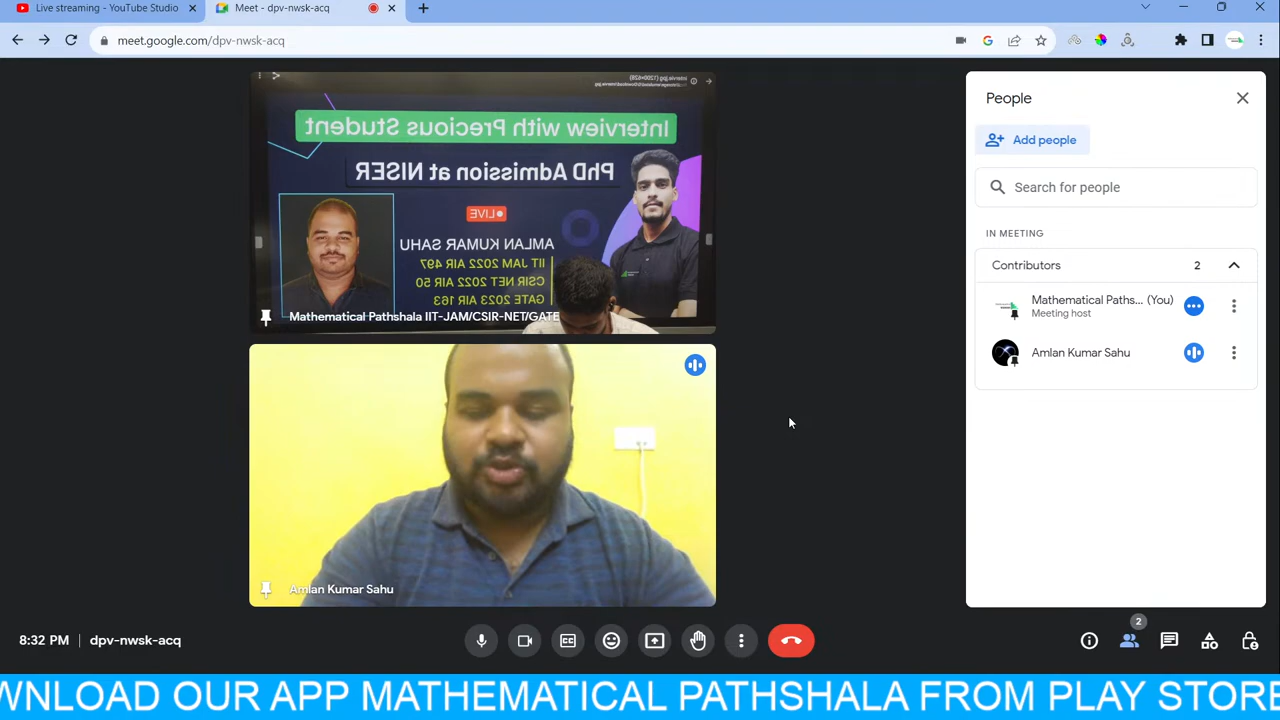 Live streaming - YouTube Studio
Meet - dpv-nwsk-acq
meet.google.com/dpv-nwsk-acq
Interview with Precious Student
PhD Admission at NISER
LIVE
AMLAN KUMAR SAHU
IIT JAM 2022 AIR 497
CSIR NET 2022 AIR 50
GATE 2023 AIR 163
Mathematical Pathshala IIT-JAM/CSIR-NET/GATE
Amlan Kumar Sahu
People
Add people
Search for people
IN MEETING
Contributors 2
Mathematical Paths... (You)
Meeting host
Amlan Kumar Sahu
8:32 PM dpv-nwsk-acq
2
WNLOAD OUR APP MATHEMATICAL PATHSHALA FROM PLAY STORE